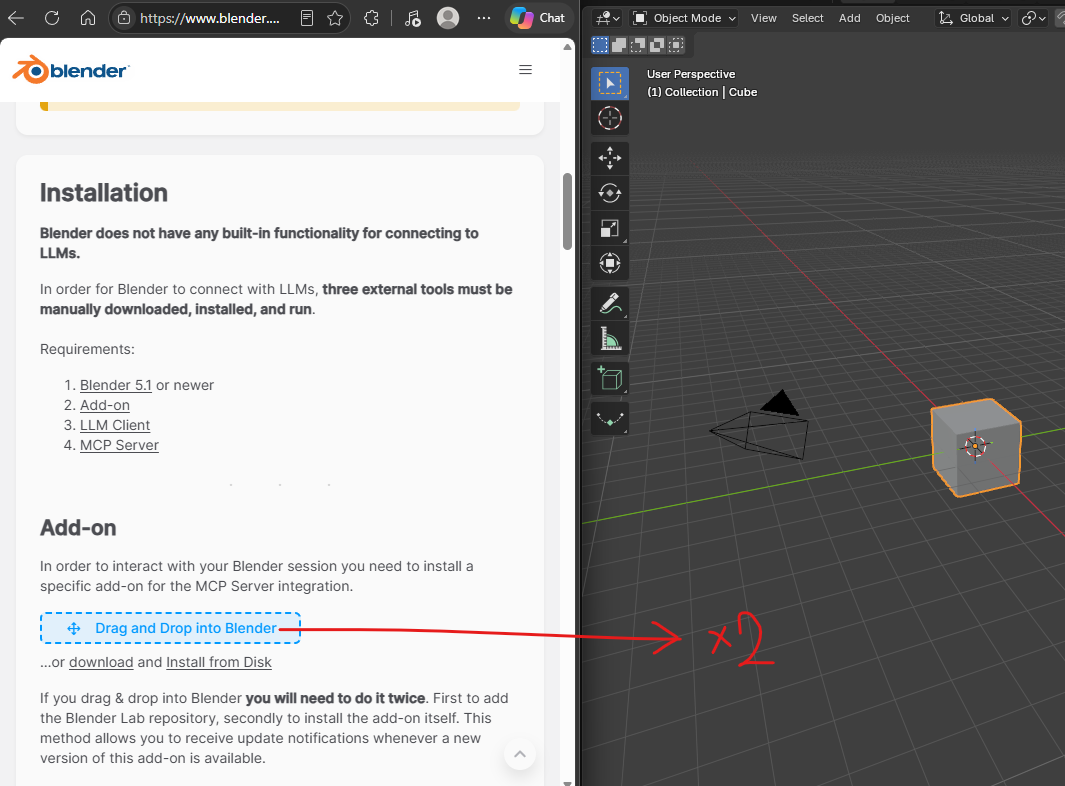 https://www.blender....
Chat
blender
Installation
Blender does not have any built-in functionality for connecting to
LLMs.
In order for Blender to connect with LLMs, three external tools must be
manually downloaded, installed, and run.
Requirements:
1. Blender 5.1 or newer
2. Add-on
3. LLM Client
4. MCP Server
Add-on
In order to interact with your Blender session you need to install a
specific add-on for the MCP Server integration.
Drag and Drop into Blender
...or download and Install from Disk
If you drag & drop into Blender you will need to do it twice. First to add
the Blender Lab repository, secondly to install the add-on itself. This
method allows you to receive update notifications whenever a new
version of this add-on is available.
Object Mode
View
Select
Add
Object
Global
User Perspective
(1) Collection | Cube
x2